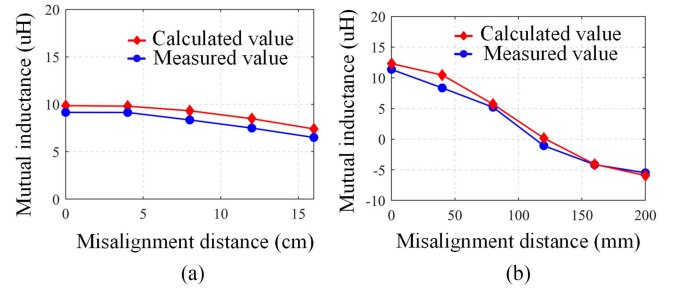 20
15
10
5
0
0
5
10
15
Mutual inductance (uH)
Calculated value
Measured value
Misalignment distance (cm)
(a)
20
15
10
5
0
-5
-10
0
50
100
150
200
Mutual inductance (uH)
Calculated value
Measured value
Misalignment distance (mm)
(b)